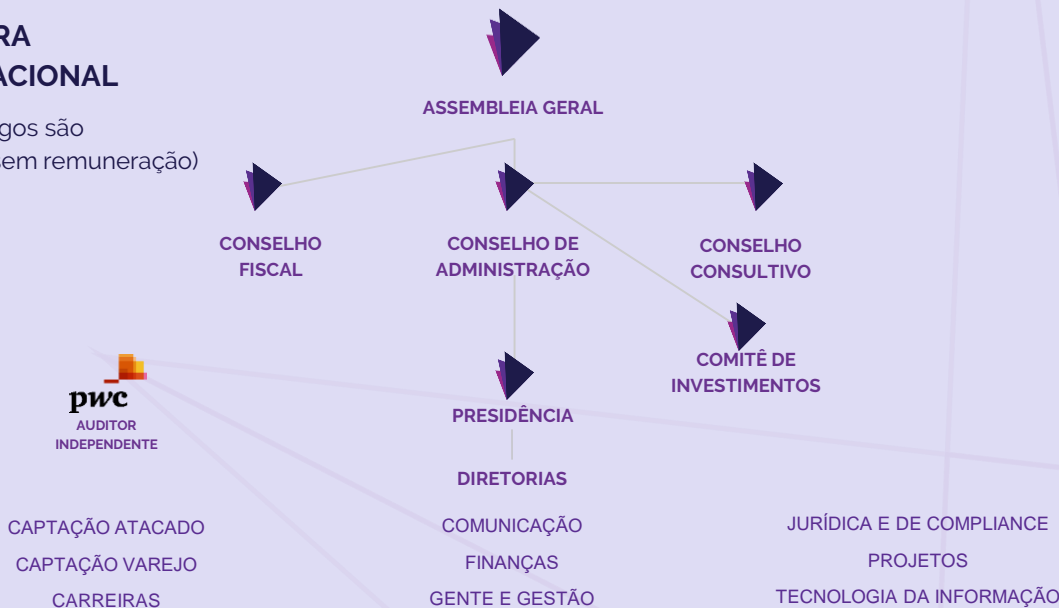 RA
ACIONAL
gos são
sem remuneração)
ASSEMBLEIA GERAL
CONSELHO
FISCAL
CONSELHO DE
ADMINISTRAÇÃO
CONSELHO
CONSULTIVO
COMITÊ DE
INVESTIMENTOS
pwc
AUDITOR
INDEPENDENTE
PRESIDÊNCIA
DIRETORIAS
CAPTAÇÃO ATACADO
CAPTAÇÃO VAREJO
CARREIRAS
COMUNICAÇÃO
FINANÇAS
GENTE E GESTÃO
JURÍDICA E DE COMPLIANCE
PROJETOS
TECNOLOGIA DA INFORMAÇÃO